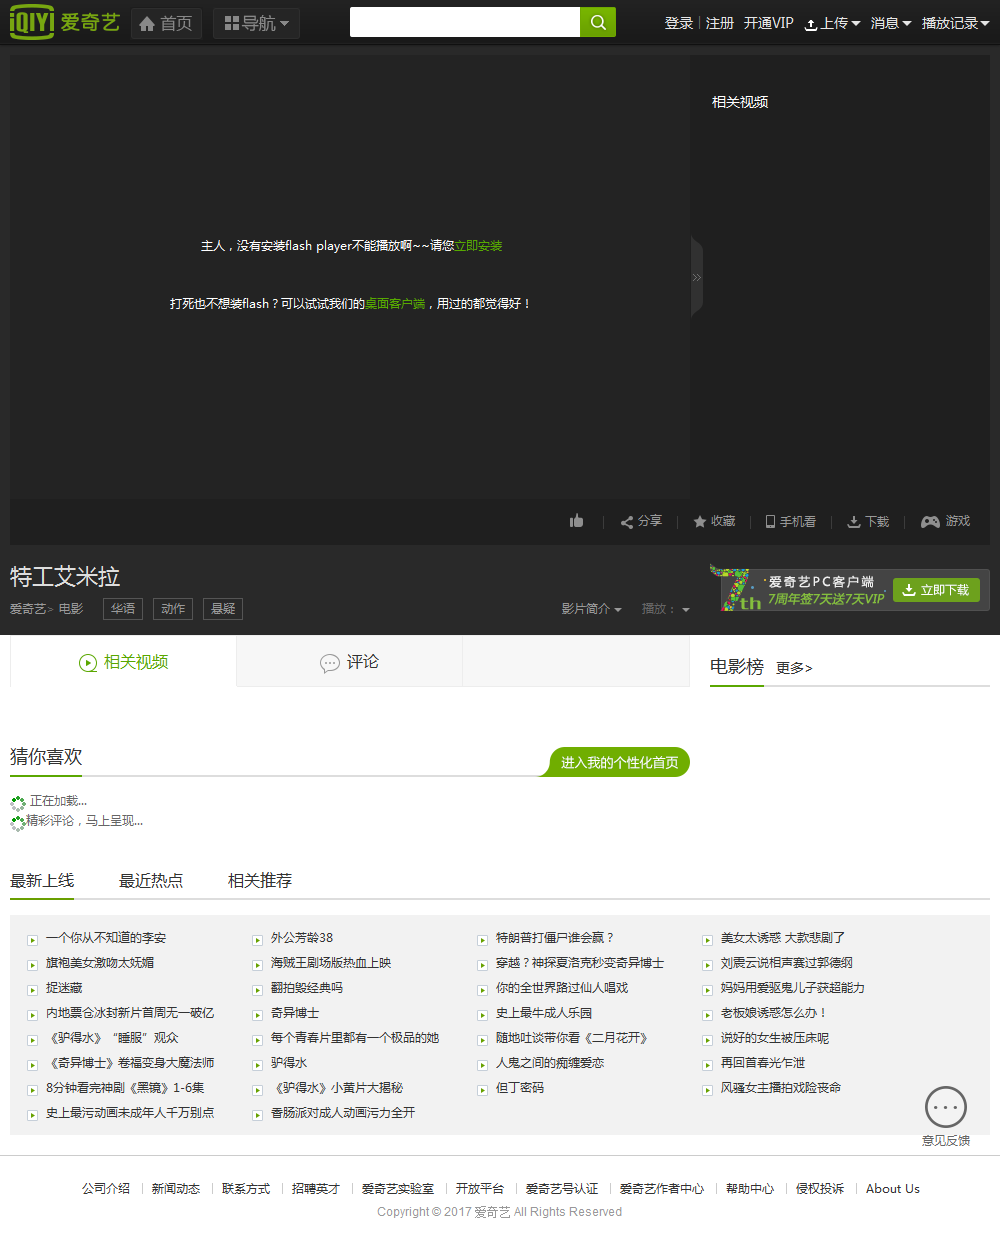 iQIYI 爱奇艺 首页 导航 登录 注册 开通VIP 上传 消息 播放记录
相关视频
主人，没有安装flash player不能播放啊~~请您立即安装
打死也不想装flash？可以试试我们的桌面客户端，用过的都觉得好！
分享 收藏 手机看 下载 游戏
特工艾米拉
爱奇艺> 电影 华语 动作 悬疑 影片简介 播放：
7th 爱奇艺PC客户端 立即下载
7周年签7天送7天VIP
相关视频 评论
电影榜 更多>
猜你喜欢 进入我的个性化首页
正在加载...
精彩评论，马上呈现...
最新上线 最近热点 相关推荐
一个你从不知道的李安 外公芳龄38 特朗普打僵尸谁会赢？ 美女太诱惑 大款悲剧了
旗袍美女激吻太妩媚 海贼王剧场版热血上映 穿越？神探夏洛克秒变奇异博士 刘震云说相声赛过郭德纲
捉迷藏 翻拍毁经典吗 你的全世界路过仙人唱戏 妈妈用爱驱鬼儿子获超能力
内地票仓冰封新片首周无一破亿 奇异博士 史上最牛成人乐园 老板娘诱惑怎么办！
《驴得水》“睡服”观众 每个青春片里都有一个极品的她 随地吐谈带你看《二月花开》 说好的女生被压床呢
《奇异博士》卷福变身大魔法师 驴得水 人鬼之间的痴缠爱恋 再回首春光乍泄
8分钟看完神剧《黑镜》1-6集 《驴得水》小黄片大揭秘 但丁密码 风骚女主播拍戏险丧命
史上最污动画未成年人千万别点 香肠派对成人动画污力全开
意见反馈
公司介绍 新闻动态 联系方式 招聘英才 爱奇艺实验室 开放平台 爱奇艺号认证 爱奇艺作者中心 帮助中心 侵权投诉 About Us
Copyright © 2017 爱奇艺 All Rights Reserved